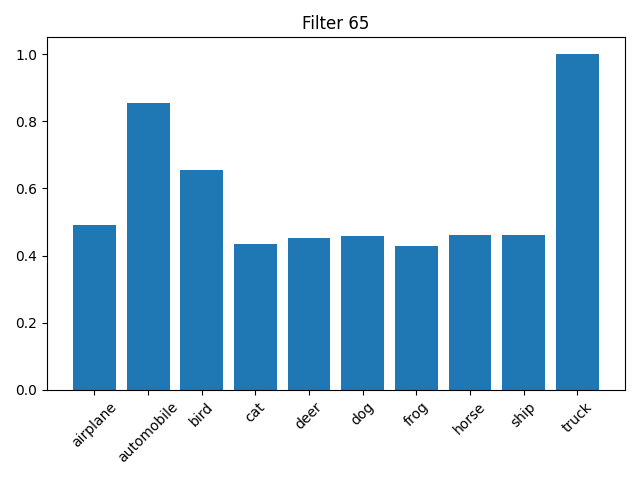 Filter 65
1.0
0.8
0.6
0.4
0.2
0.0
airplane
automobile
bird
cat
deer
dog
frog
horse
ship
truck